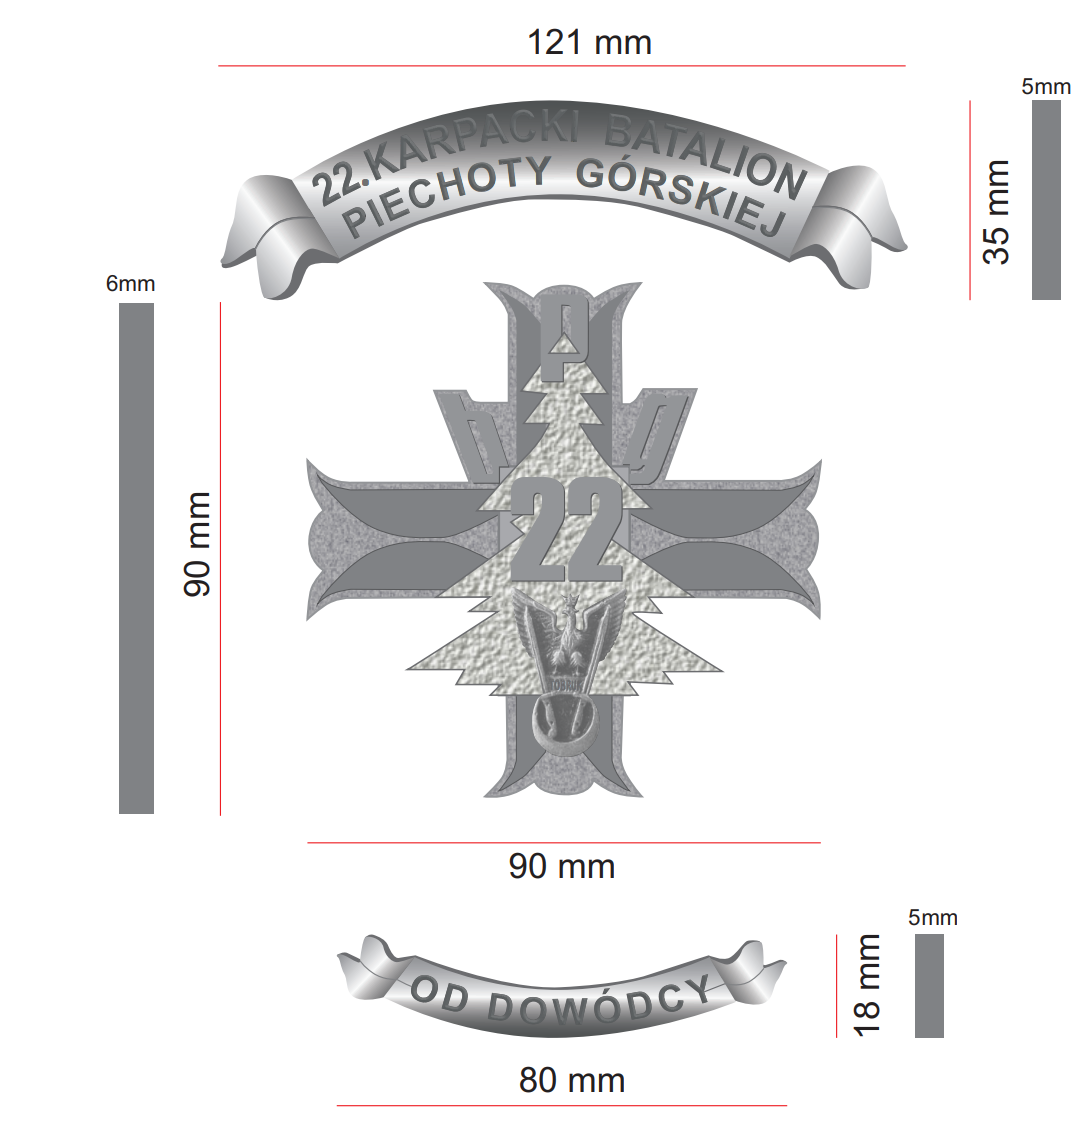 121 mm
5mm
22.KARPACKI BATALION
PIECHOTY GÓRSKIEJ
35 mm
6mm
p
b g
90 mm
22
TOBRUK
90 mm
5mm
OD DOWÓDCY
18 mm
80 mm